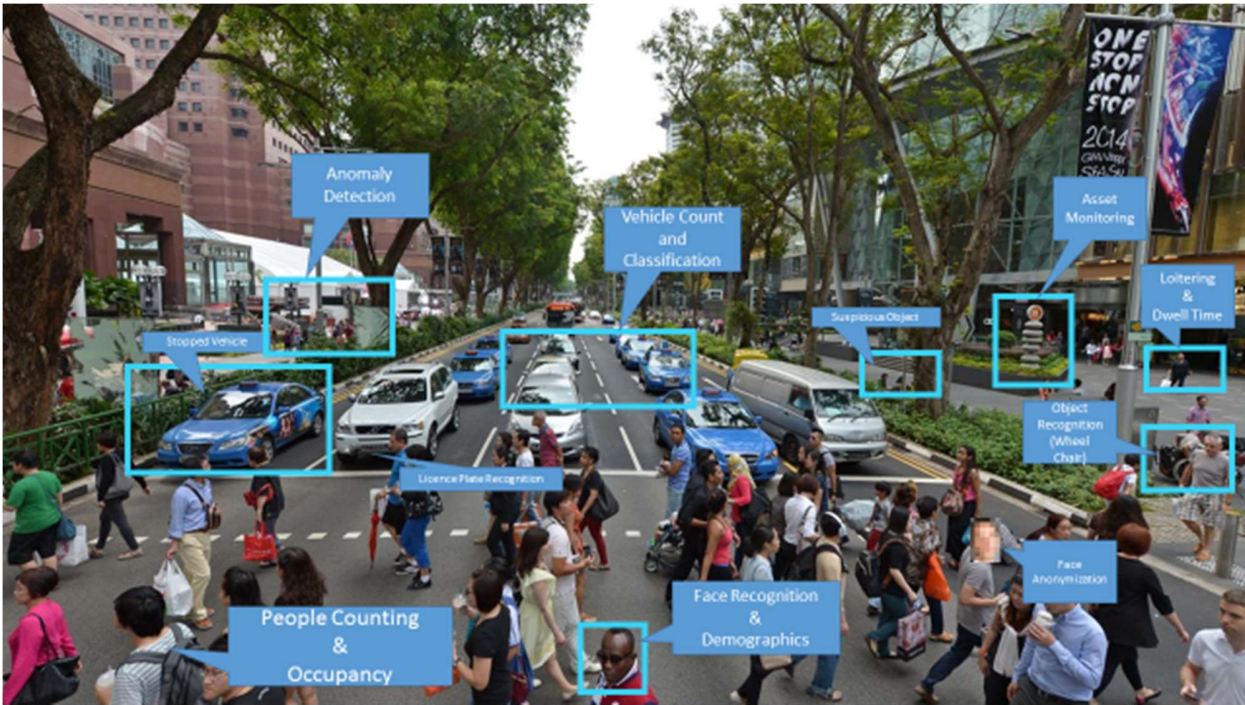 ONE
STOP
NON
STOP
2014
Anomaly
Detection
Vehicle Count
and
Classification
Asset
Monitoring
Loitering
&
Dwell Time
Suspicious Object
Stopped Vehicle
Object
Recognition
(Wheel
Chair)
Licence Plate Recognition
Face
Anonymization
Face Recognition
&
Demographics
People Counting
&
Occupancy